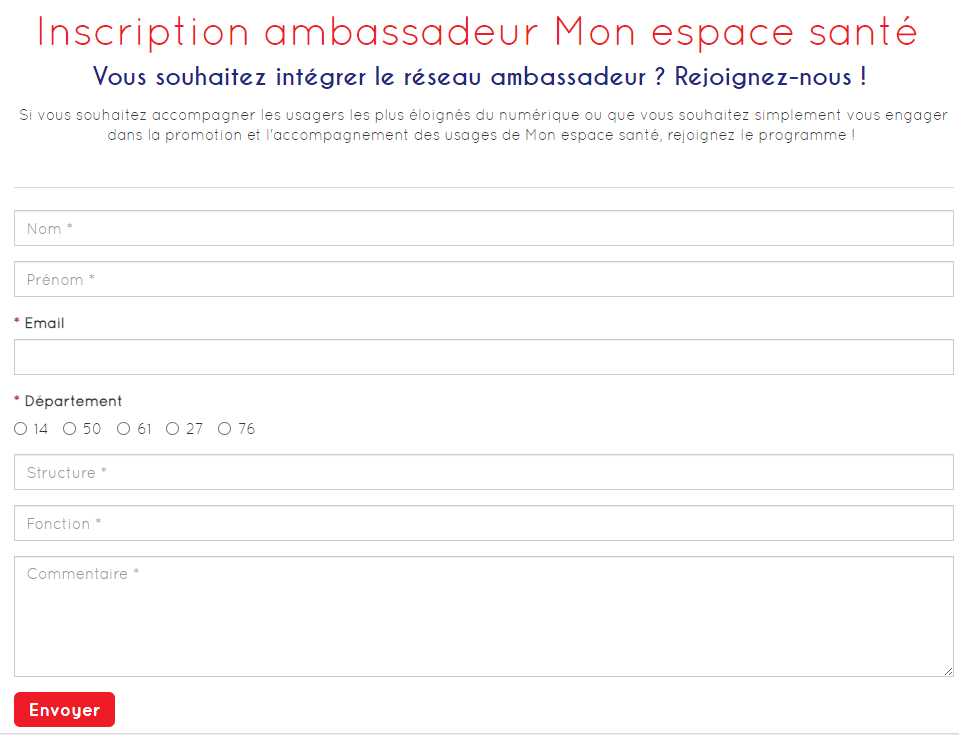 Inscription ambassadeur Mon espace santé
Vous souhaitez intégrer le réseau ambassadeur ? Rejoignez-nous !
Si vous souhaitez accompagner les usagers les plus éloignés du numérique ou que vous souhaitez simplement vous engager
dans la promotion et l'accompagnement des usages de Mon espace santé, rejoignez le programme !
Nom *
Prénom *
* Email
* Département
14 50 61 27 76
Structure *
Fonction *
Commentaire *
Envoyer